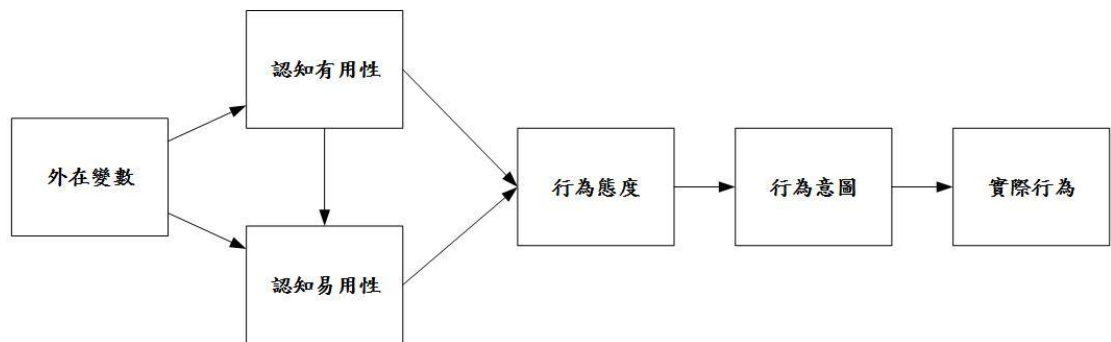 認知有用性
外在變數
行為態度
行為意圖
實際行為
認知易用性